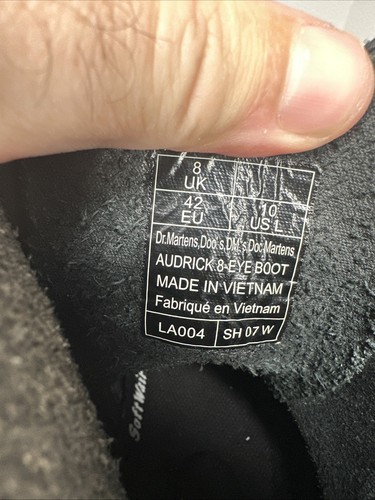 8
UK
42
EU
10
US L
Dr.Martens,Doc's,DM's,Doc Martens
AUDRICK 8-EYE BOOT
MADE IN VIETNAM
Fabriqué en Vietnam
LA004 SH 07 W
SoftWair